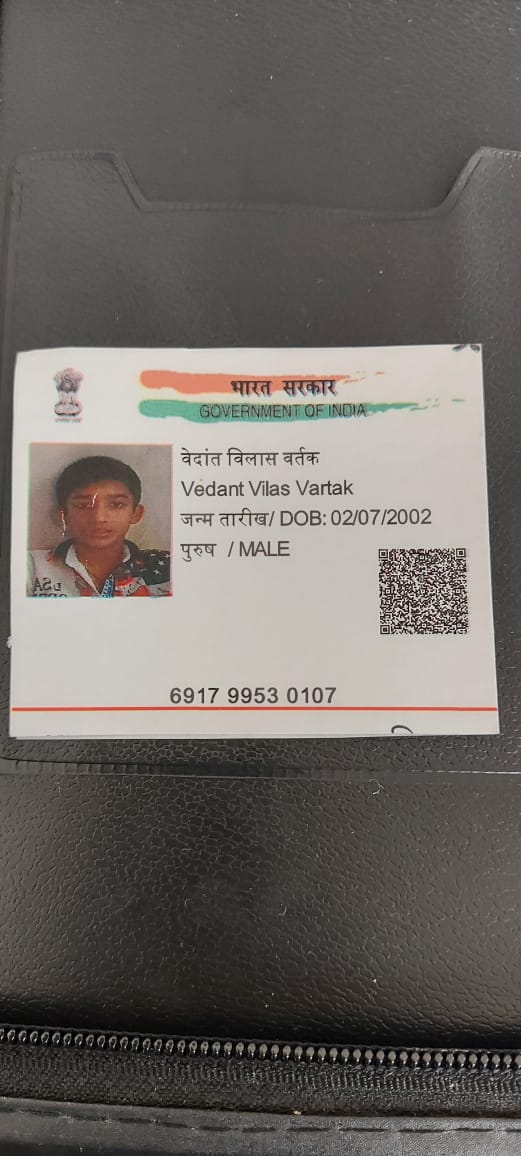 भारत सरकार
GOVERNMENT OF INDIA
वेदांत विलास वर्तक
Vedant Vilas Vartak
जन्म तारीख/ DOB: 02/07/2002
पुरुष / MALE
6917 9953 0107